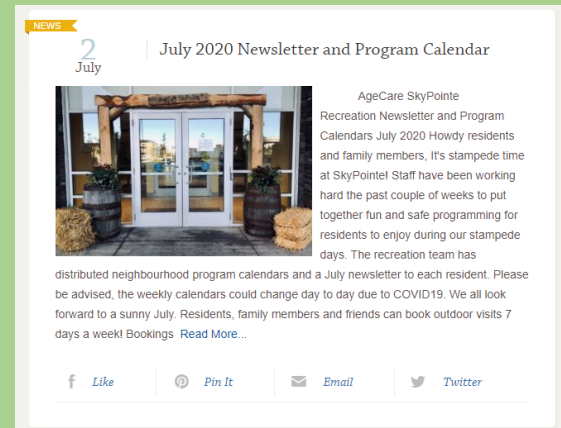 NEWS
2
July
July 2020 Newsletter and Program Calendar
AgeCare SkyPointe
Recreation Newsletter and Program
Calendars July 2020 Howdy residents
and family members, It's stampede time
at SkyPointe! Staff have been working
hard the past couple of weeks to put
together fun and safe programming for
residents to enjoy during our stampede
days. The recreation team has
distributed neighbourhood program calendars and a July newsletter to each resident. Please
be advised, the weekly calendars could change day to day due to COVID19. We all look
forward to a sunny July. Residents, family members and friends can book outdoor visits 7
days a week! Bookings Read More...
Like
Pin It
Email
Twitter